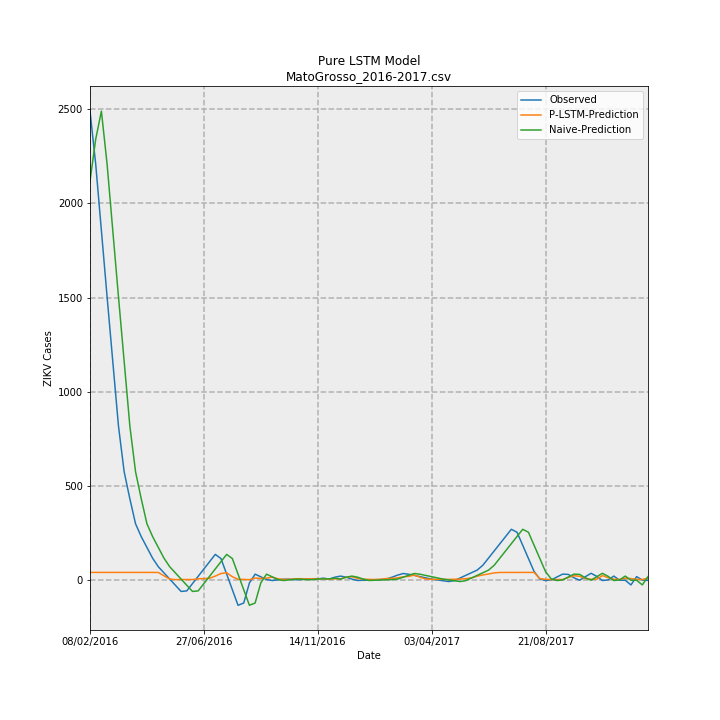 Pure LSTM Model
MatoGrosso_2016-2017.csv
Observed
P-LSTM-Prediction
Naive-Prediction
2500
2000
1500
1000
500
0
ZIKV Cases
08/02/2016
27/06/2016
14/11/2016
03/04/2017
21/08/2017
Date